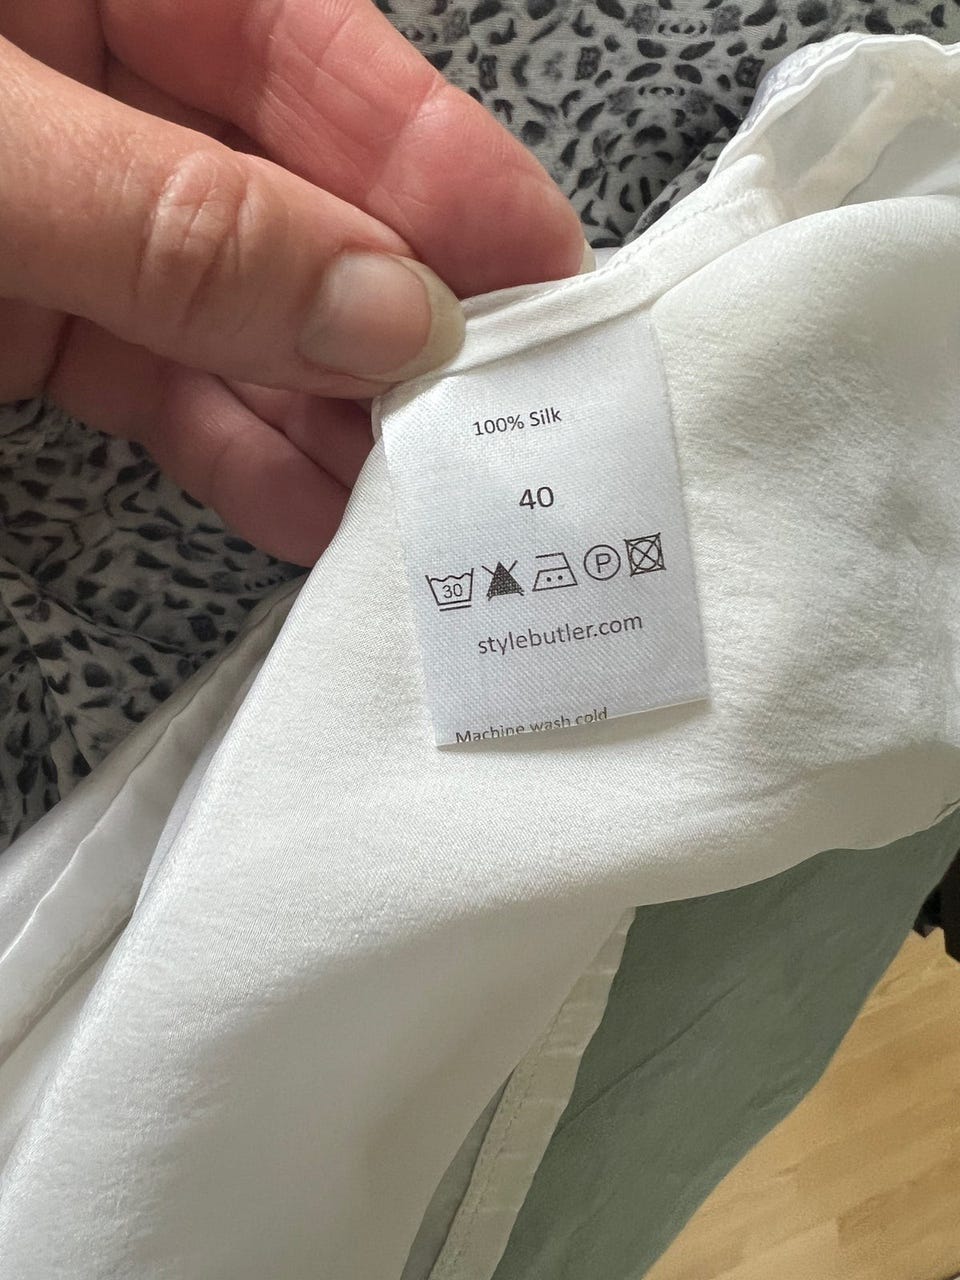 100% Silk
40
30 P
stylebutler.com
Machine wash cold